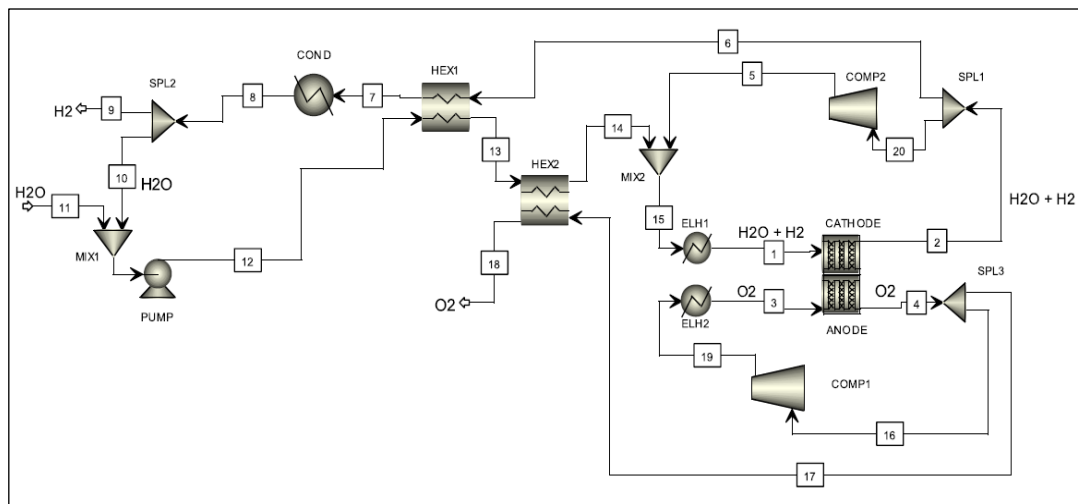 COND
HEX1
6
5
COMP2
SPL1
SPL2
8
7
H2
9
14
20
13
HEX2
MIX2
10
H2O
H2O
11
15
ELH1
H2O + H2
1
CATHODE
2
H2O + H2
MIX1
12
18
O2
SPL3
O2
3
O2
4
PUMP
ELH2
ANODE
19
COMP1
16
17